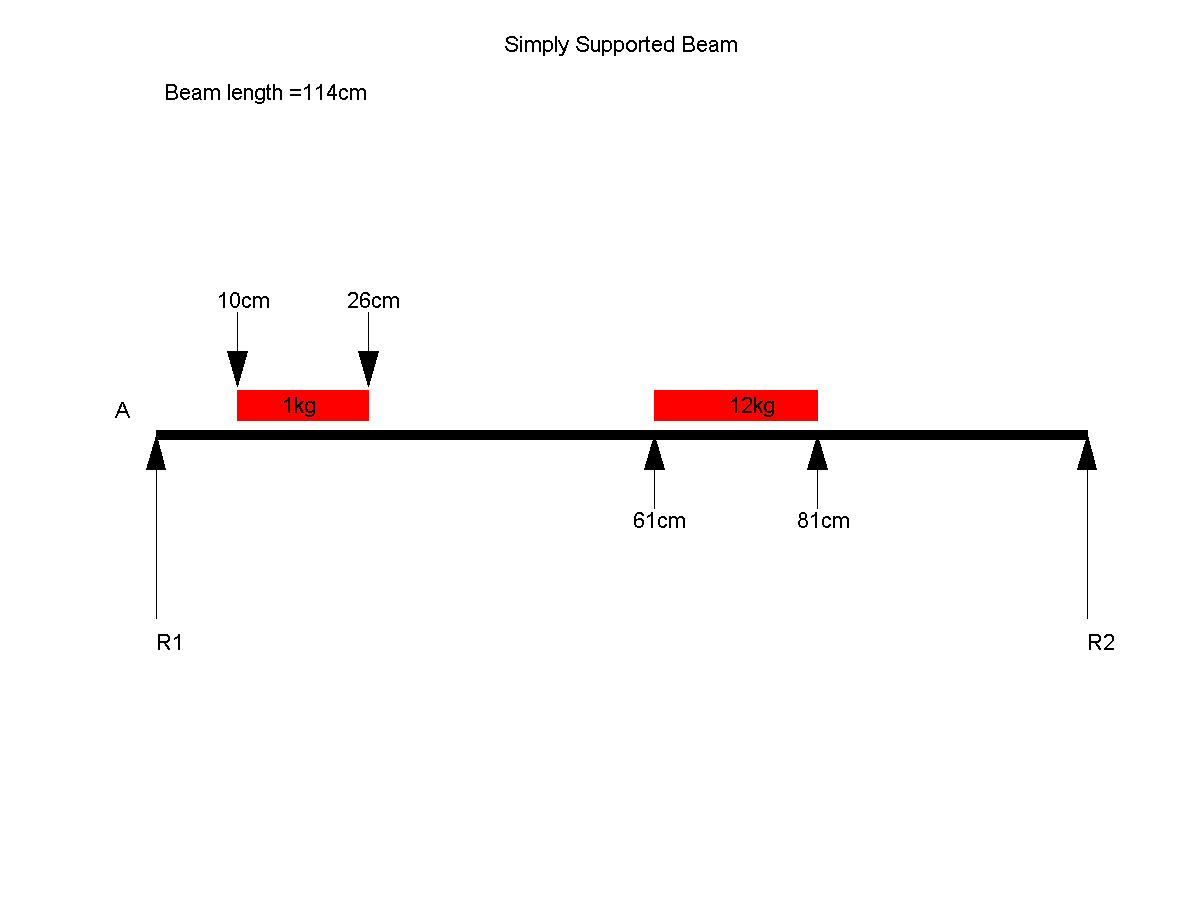 Simply Supported Beam
Beam length =114cm
10cm
26cm
A
1kg
12kg
61cm
81cm
R1
R2